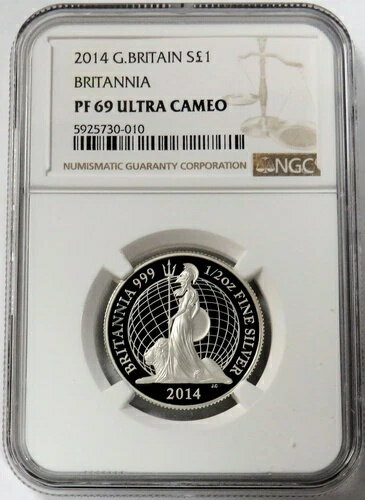 2014 G.BRITAIN S£1
BRITANNIA
PF 69 ULTRA CAMEO
5925730-010
NUMISMATIC GUARANTY CORPORATION
NGC
BRITANNIA 999 1/2oz FINE SILVER
2014
JC